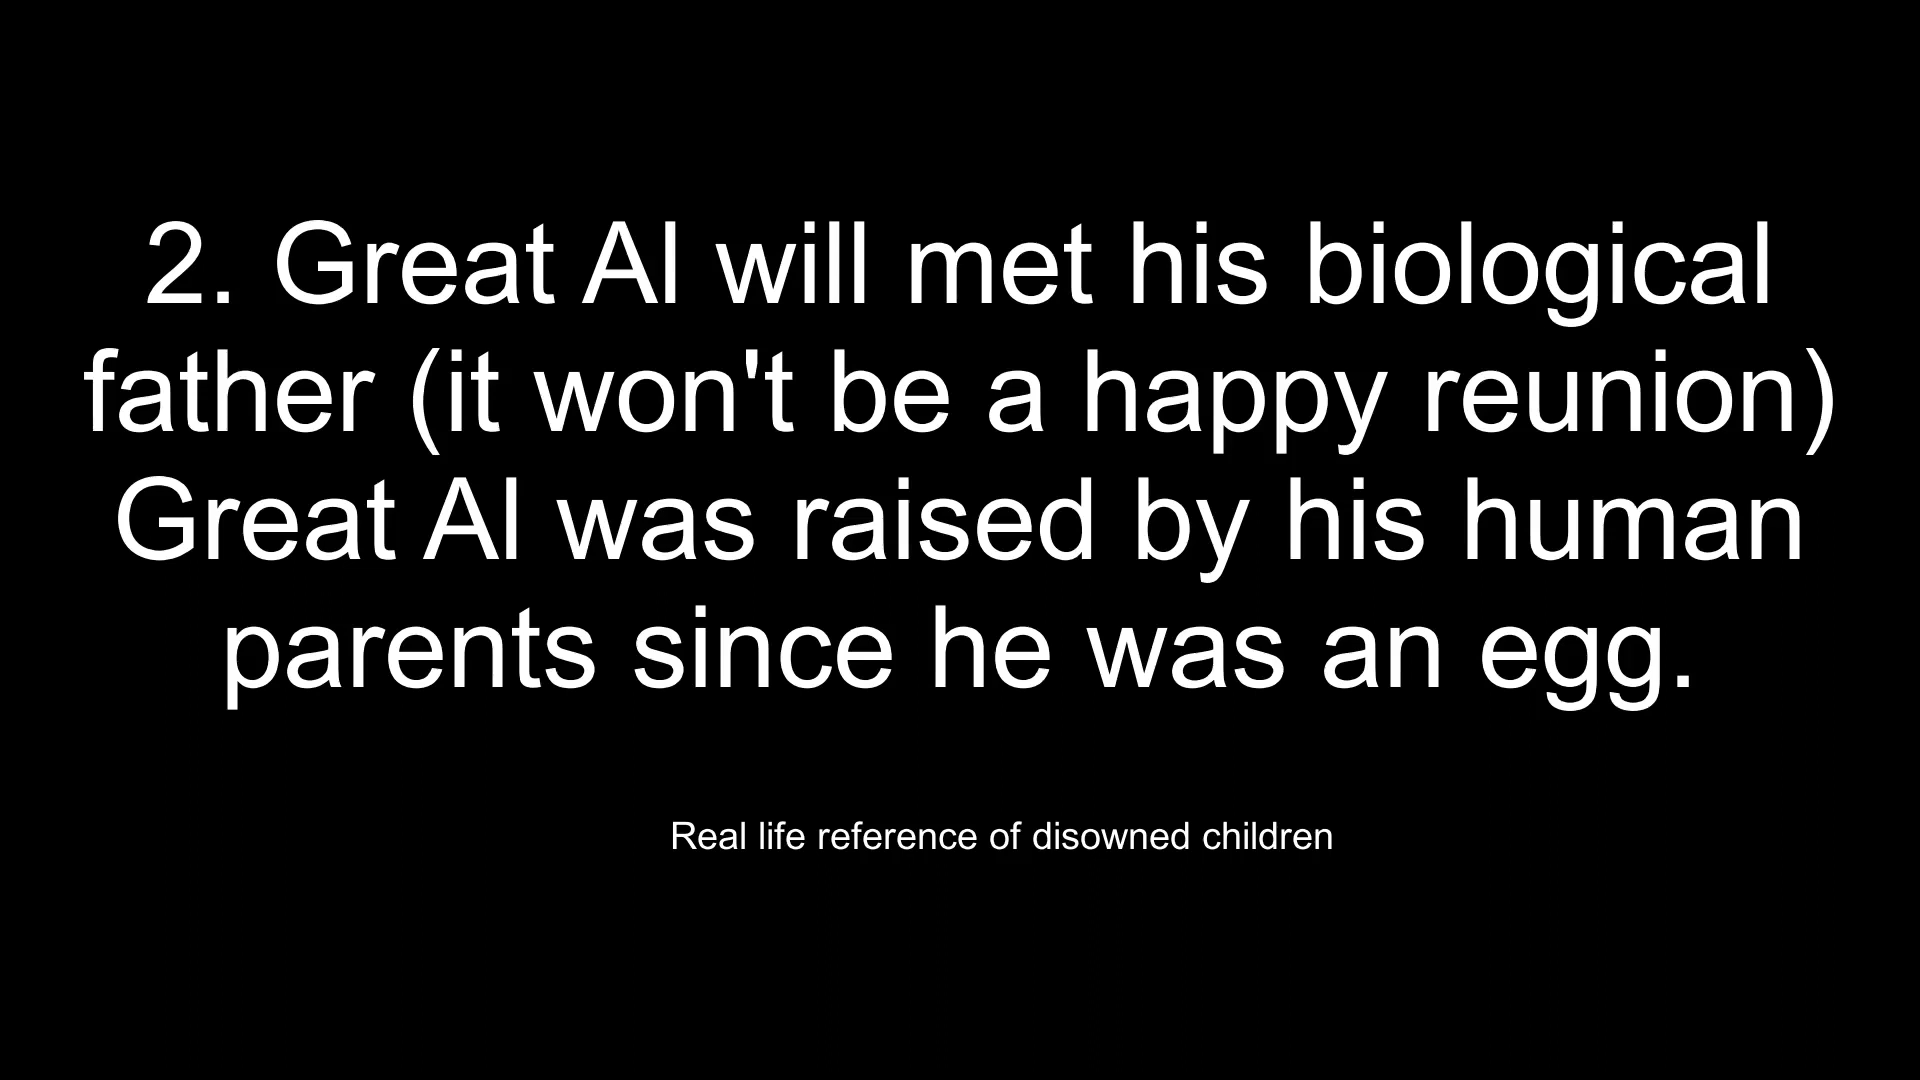 2. Great Al will met his biological
father (it won't be a happy reunion)
Great Al was raised by his human
parents since he was an egg.
Real life reference of disowned children